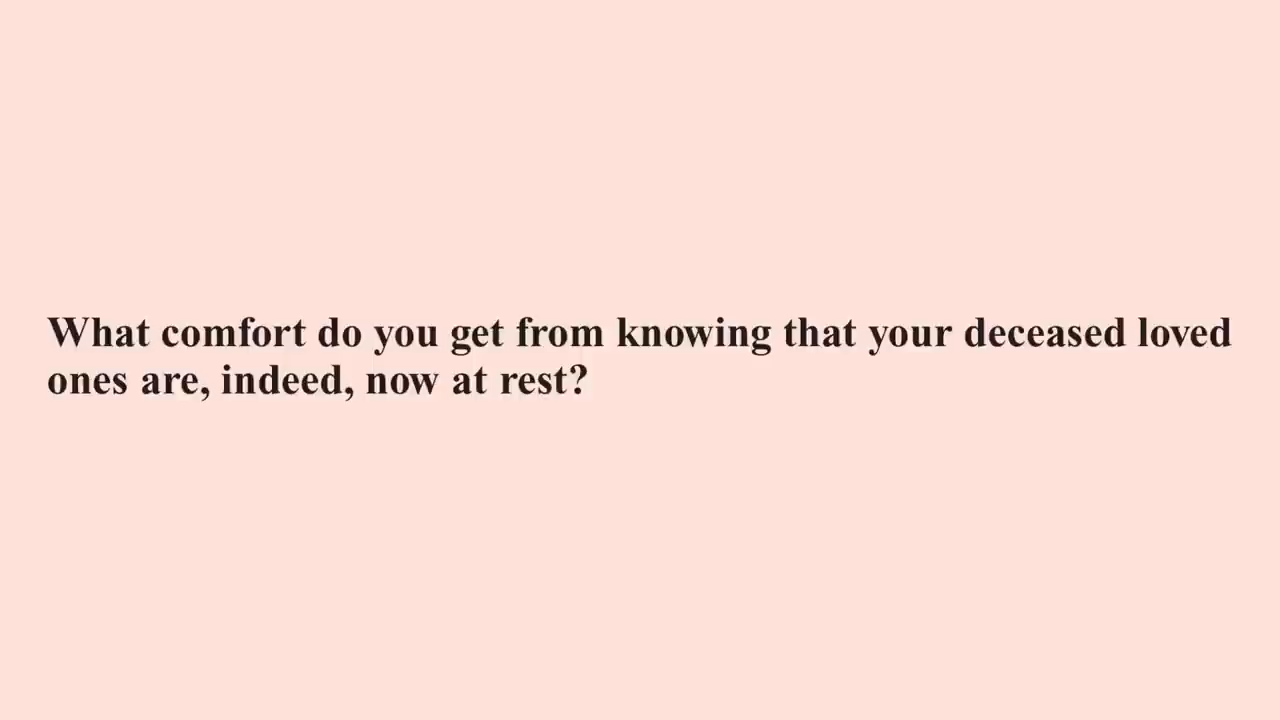 What comfort do you get from knowing that your deceased loved
ones are, indeed, now at rest?